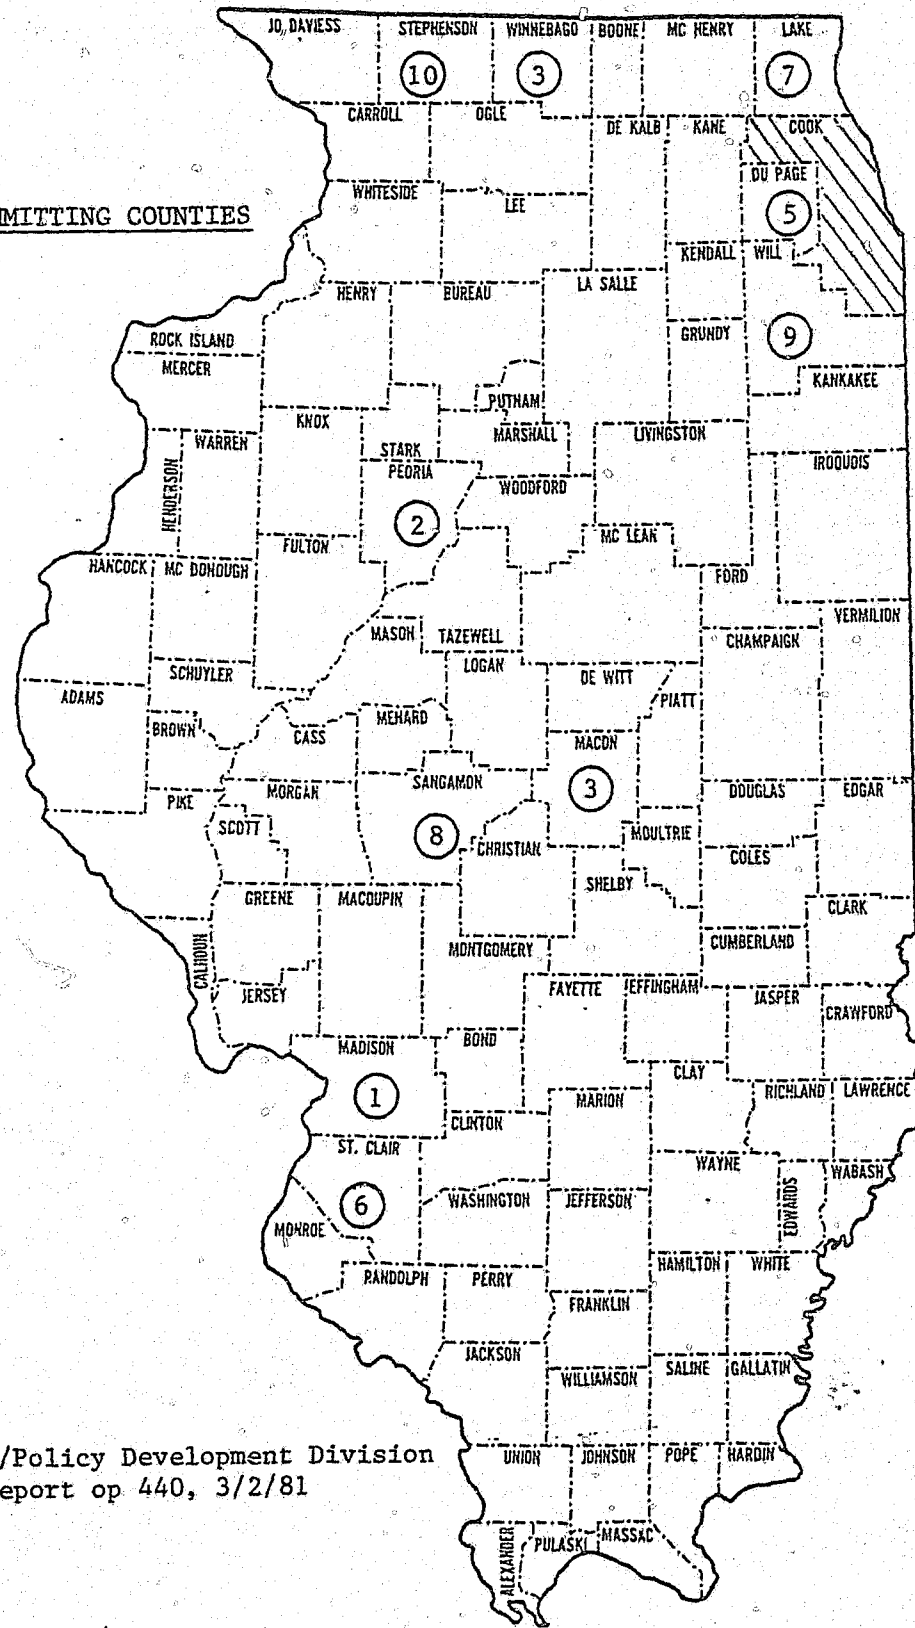 JO DAVIESS STEPHENSON WINNEBAGO BOONE MC HENRY LAKE
10 3 7
CARROLL OGLE DE KALB KANE COOK
DU PAGE
WHITESIDE LEE 5
MITTING COUNTIES
KENDALL WILL
HENRY BUREAU LA SALLE
ROCK ISLAND GRUNDY 9
MERCER KANKAKEE
PUTNAM
KNOX MARSHALL LIVINGSTON
WARREN STARK
PEORIA IROQUOIS
HENDERSON WOODFORD
2
FULTON MC LEAN
HANCOCK MC DONOUGH FORD
VERMILION
MASON TAZEWELL CHAMPAIGN
LOGAN
SCHUYLER DE WITT
ADAMS PIATT
BROWN CASS MENARD
MACON
SANGAMON
PIKE MORGAN 3 DOUGLAS EDGAR
SCOTT 8 CHRISTIAN MOULTRIE
COLES
SHELBY
GREENE MACOUPIN CLARK
CALHOUN MONTGOMERY CUMBERLAND
JERSEY FAYETTE EFFINGHAM JASPER
CRAWFORD
MADISON BOND
CLAY
1 MARION RICHLAND LAWRENCE
CLINTON
ST. CLAIR
WAYNE WABASH
6 WASHINGTON JEFFERSON EDWARDS
MONROE
HAMILTON WHITE
RANDOLPH PERRY
FRANKLIN
JACKSON
WILLIAMSON SALINE GALLATIN
/Policy Development Division
UNION JOHNSON POPE HARDIN
eport op 440, 3/2/81
ALEXANDER PULASKI MASSAC